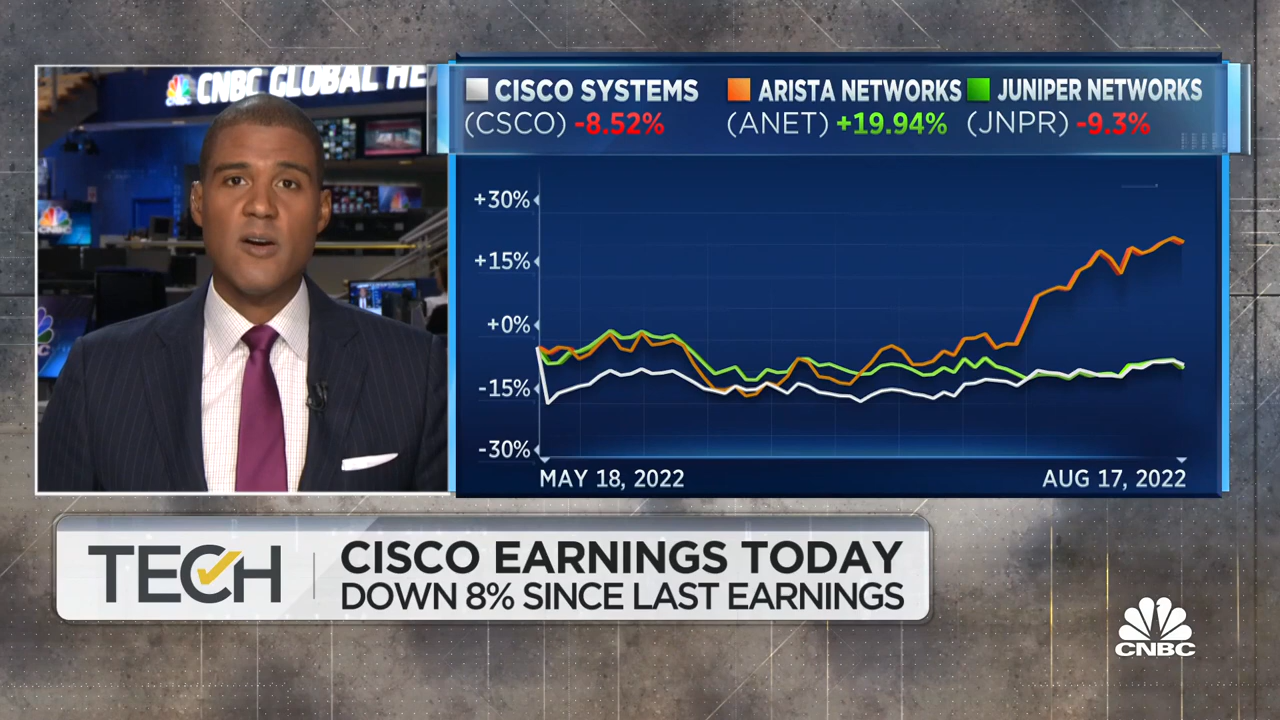 CNBC GLOBAL HE
CISCO SYSTEMS
(CSCO) -8.52%
ARISTA NETWORKS
(ANET) +19.94%
JUNIPER NETWORKS
(JNPR) -9.3%
+30%
+15%
+0%
-15%
-30%
MAY 18, 2022
AUG 17, 2022
TECH
CISCO EARNINGS TODAY
DOWN 8% SINCE LAST EARNINGS
CNBC